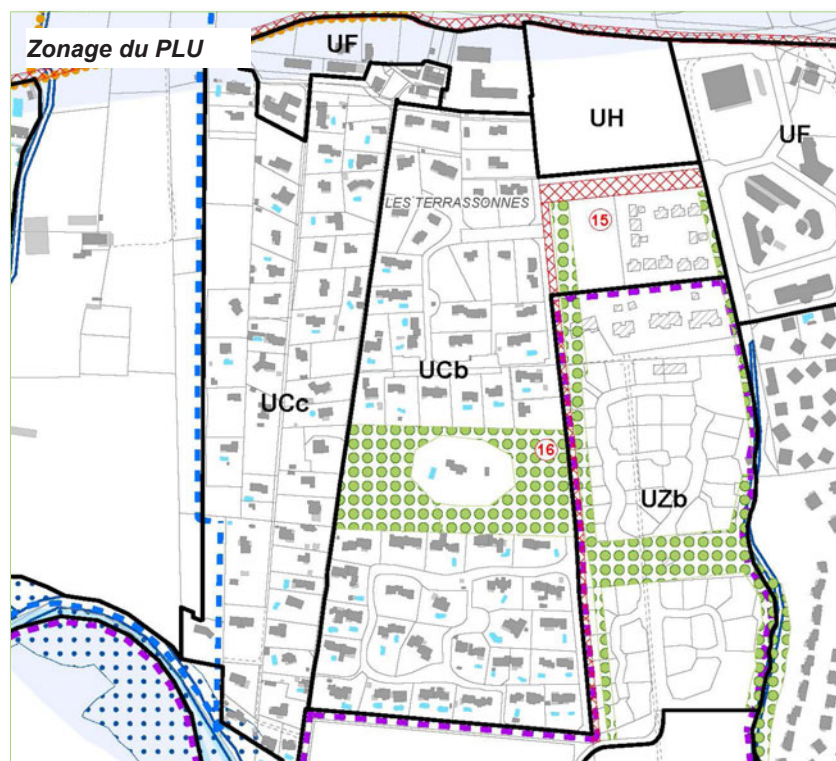 Zonage du PLU
UF
UH
UF
LES TERRASSONNES
15
UCb
UCc
16
UZb